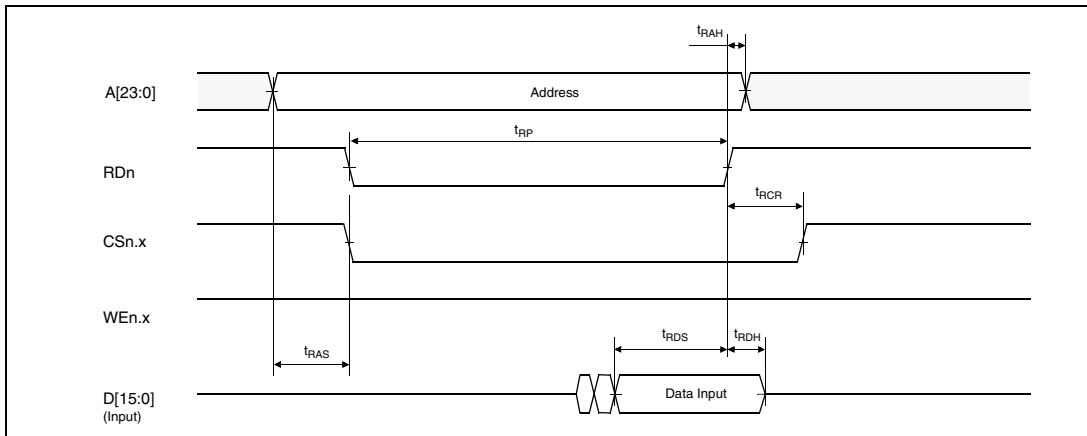 tRAH
A[23:0]
Address
tRP
RDn
tRCR
CSn.x
WEn.x
tRDS
tRDH
tRAS
D[15:0]
Data Input
(Input)